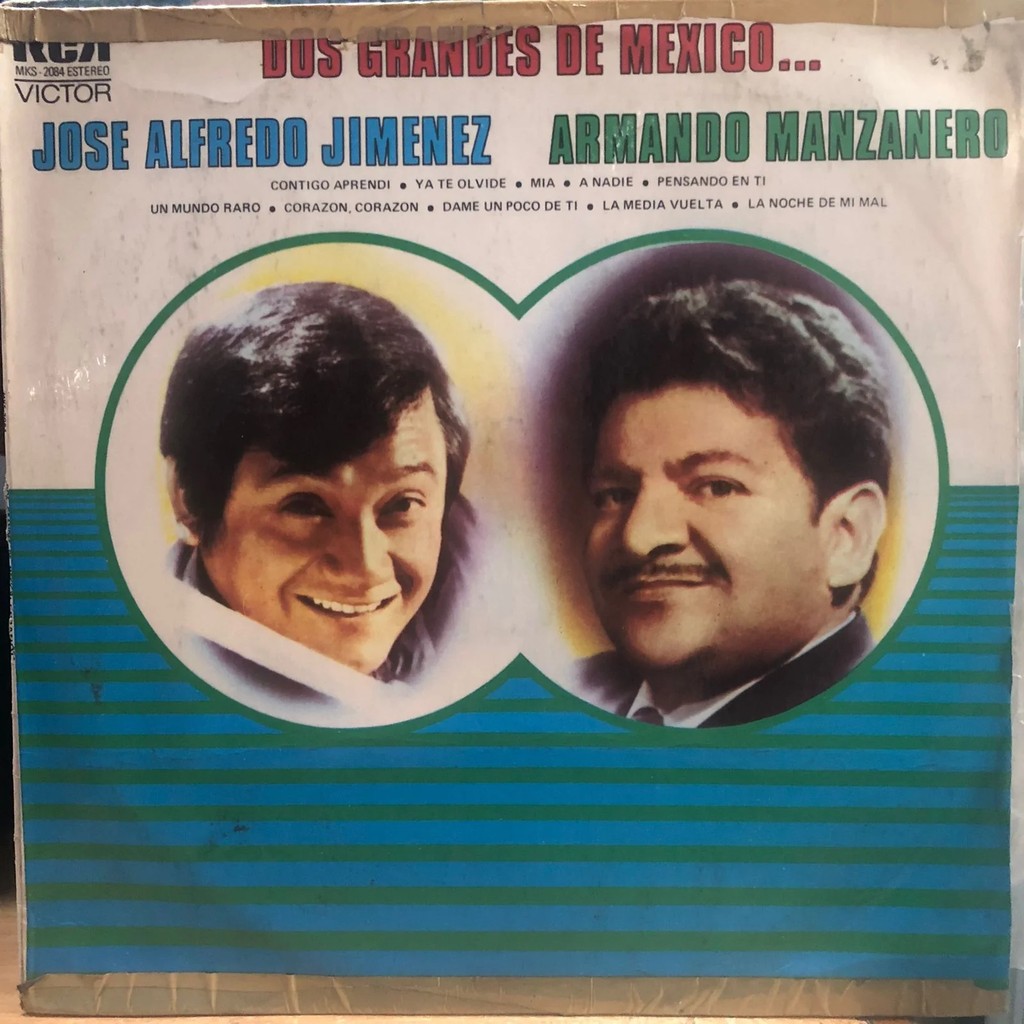 RCA
MKS-2084 ESTEREO
VICTOR
DOS GRANDES DE MEXICO...
JOSE ALFREDO JIMENEZ ARMANDO MANZANERO
CONTIGO APRENDI • YA TE OLVIDE • MIA • A NADIE • PENSANDO EN TI
UN MUNDO RARO • CORAZON, CORAZON • DAME UN POCO DE TI • LA MEDIA VUELTA • LA NOCHE DE MI MAL